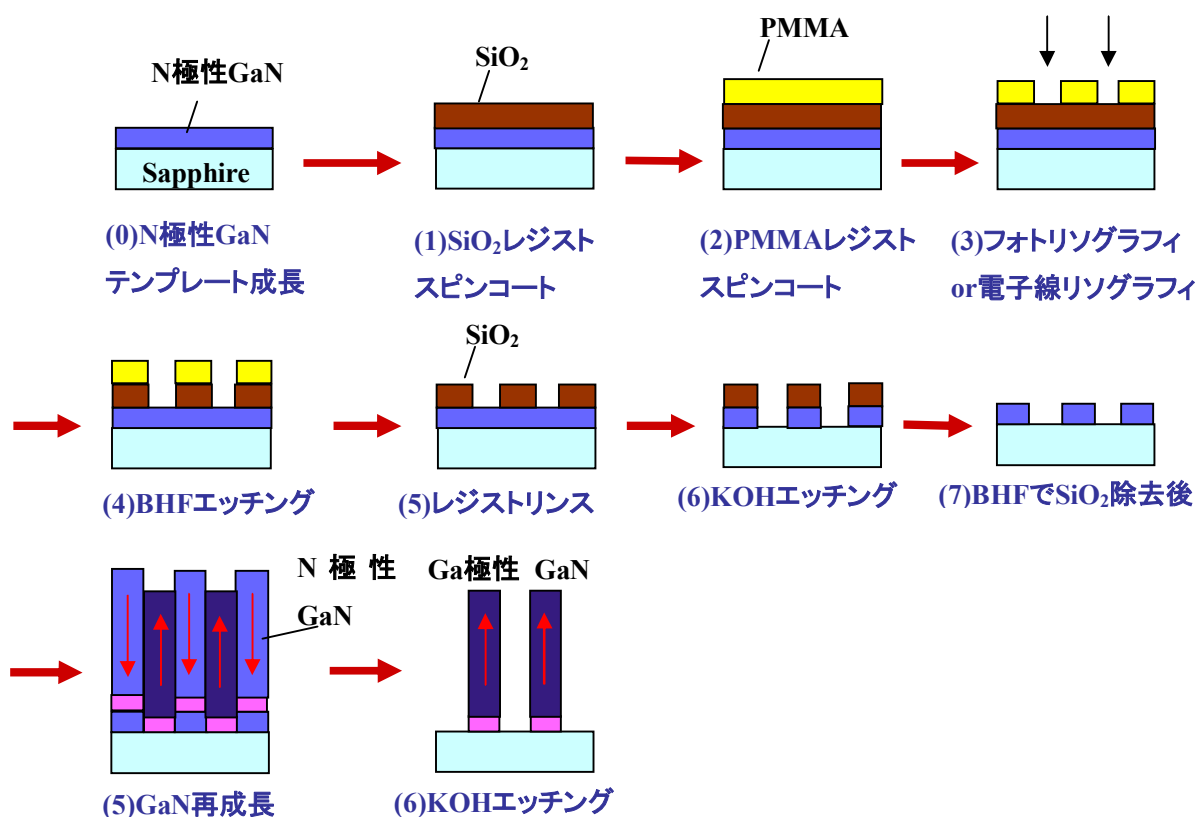 PMMA
SiO₂
N極性GaN
Sapphire
(0)N極性GaN
テンプレート成長
(1)SiO₂レジスト
スピンコート
(2)PMMAレジスト
スピンコート
(3)フォトリソグラフィ
or電子線リソグラフィ
SiO₂
(4)BHFエッチング
(5)レジストリンス
(6)KOHエッチング
(7)BHFでSiO₂除去後
N 極 性
GaN
Ga極性 GaN
(5)GaN再成長
(6)KOHエッチング